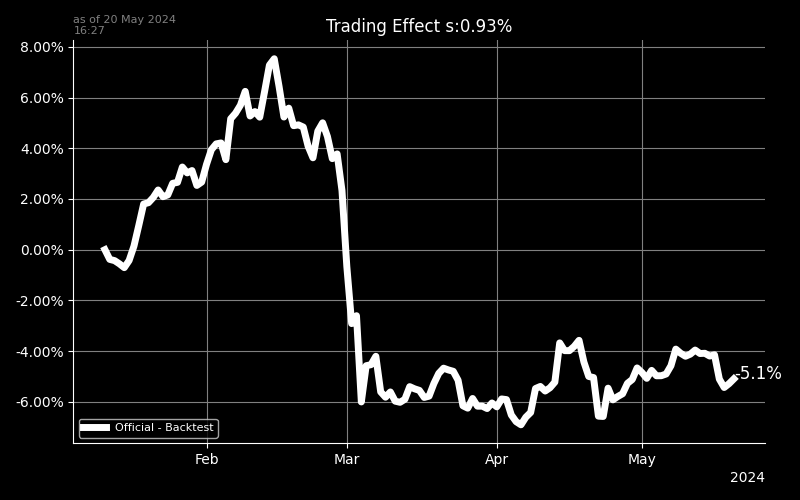 as of 20 May 2024
16:27
Trading Effect s:0.93%
8.00%
6.00%
4.00%
2.00%
0.00%
-2.00%
-4.00%
-6.00%
-5.1%
Official - Backtest
Feb
Mar
Apr
May
2024